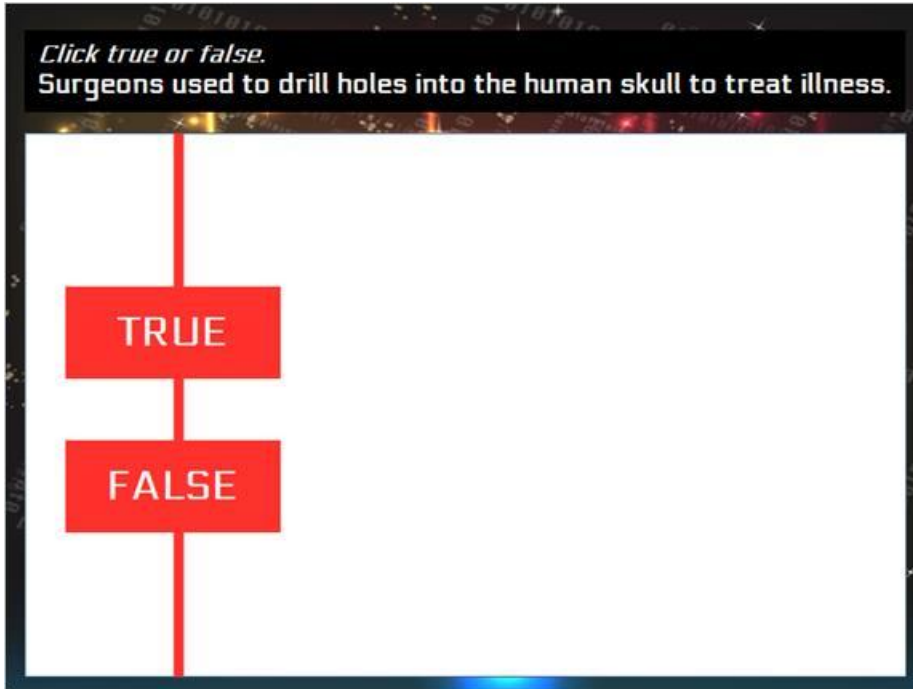 Click true or false.
Surgeons used to drill holes into the human skull to treat illness.
TRUE
FALSE